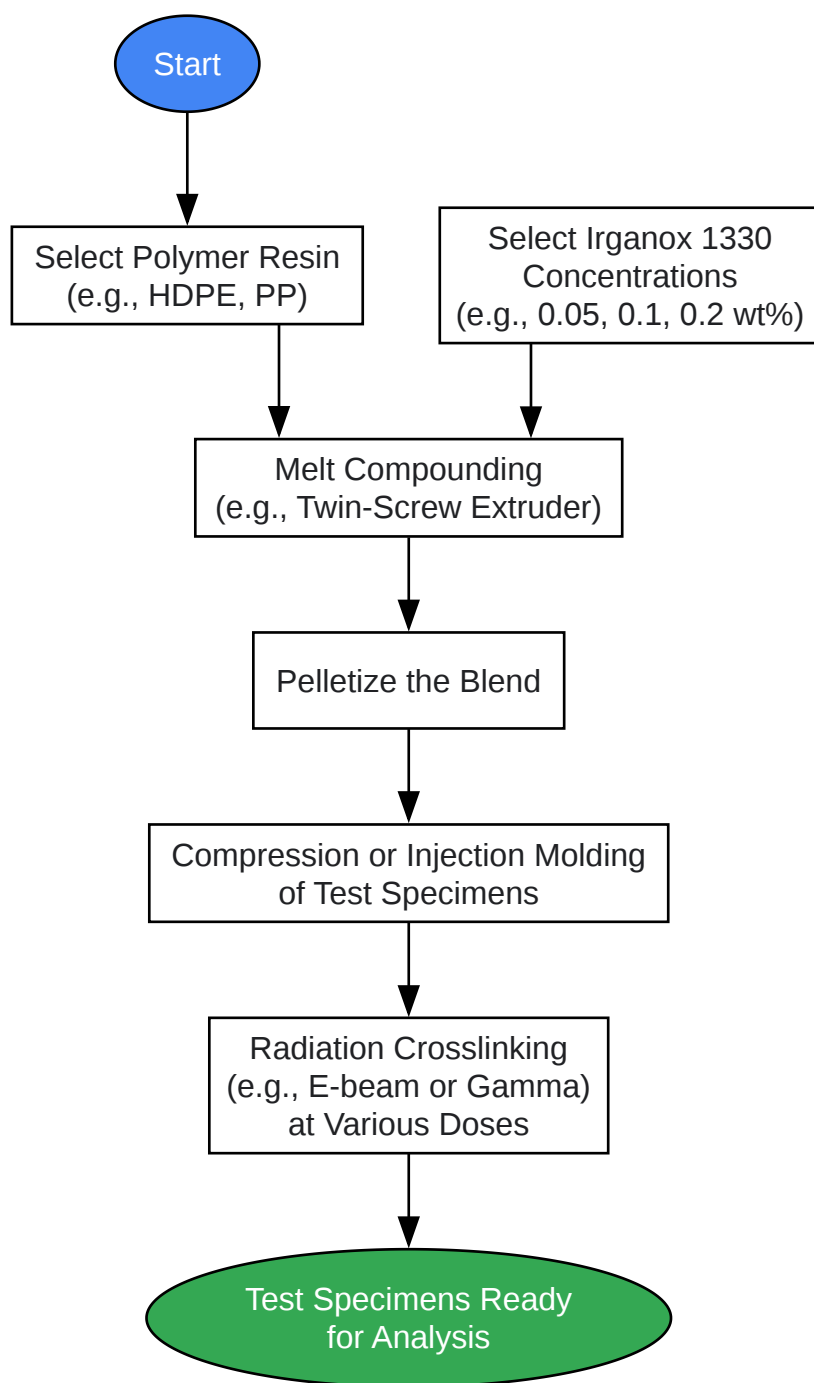 Start
Select Polymer Resin
(e.g., HDPE, PP)
Select Irganox 1330
Concentrations
(e.g., 0.05, 0.1, 0.2 wt%)
Melt Compounding
(e.g., Twin-Screw Extruder)
Pelletize the Blend
Compression or Injection Molding
of Test Specimens
Radiation Crosslinking
(e.g., E-beam or Gamma)
at Various Doses
Test Specimens Ready
for Analysis